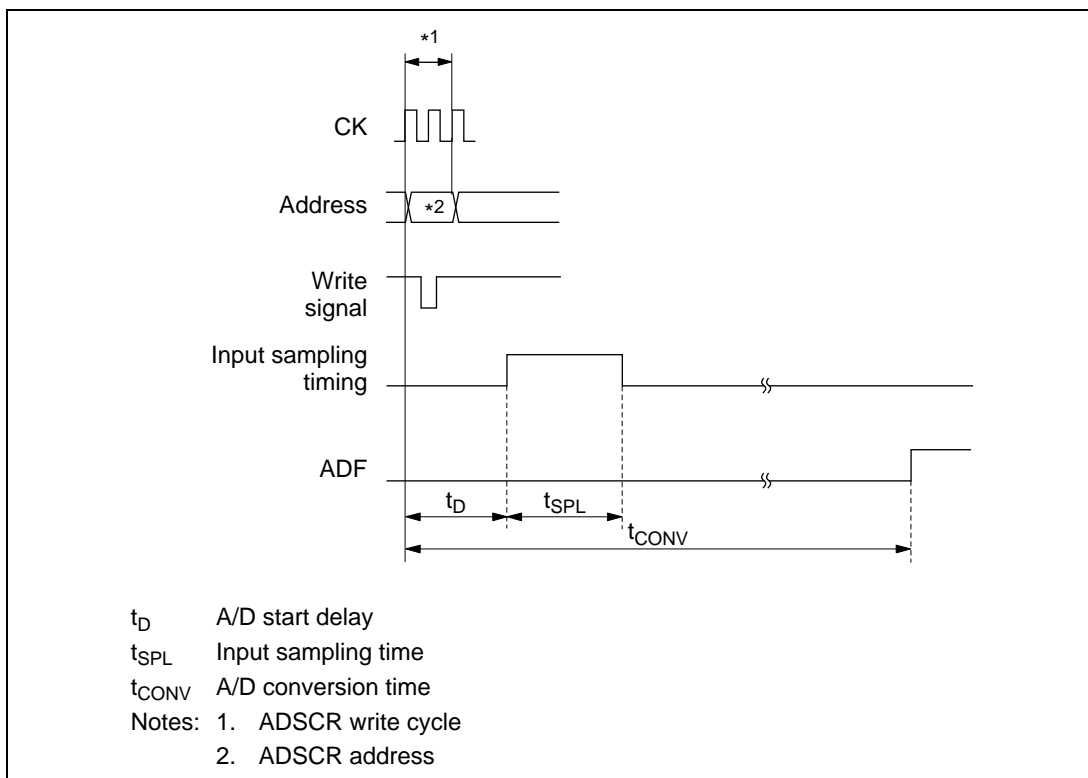 *1
CK
Address
*2
Write
signal
Input sampling
timing
ADF
tD
tSPL
tCONV
tD A/D start delay
tSPL Input sampling time
tCONV A/D conversion time
Notes: 1. ADSCR write cycle
2. ADSCR address